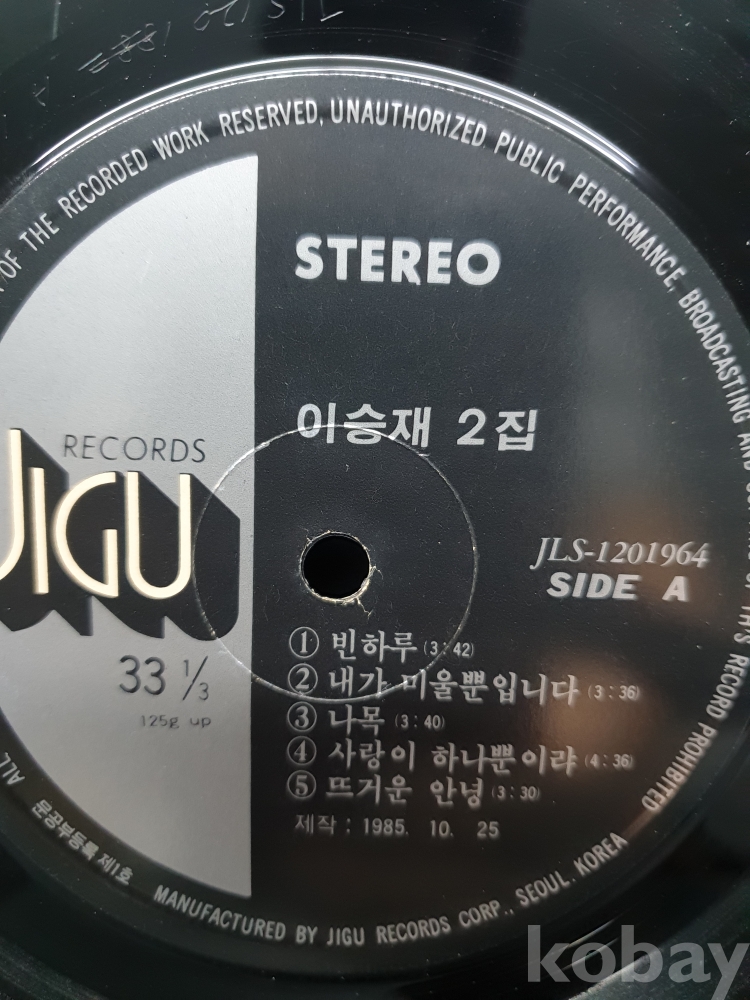 OF THE RECORDED WORK RESERVED, UNAUTHORIZED PUBLIC PERFORMANCE, BROADCASTING AND
RECORD PROHIBITED
STEREO
이승재 2집
RECORDS
JIGU
JLS-1201964
SIDE A
33 1/3
125g up
① 빈하루 (3:42)
② 내가 미울뿐입니다 (3:36)
③ 나목 (3:40)
④ 사랑이 하나뿐이랴 (4:36)
⑤ 뜨거운 안녕 (3:30)
제작 : 1985. 10. 25
ALL
문공부등록 제1호
MANUFACTURED BY JIGU RECORDS CORP., SEOUL, KOREA
kobay